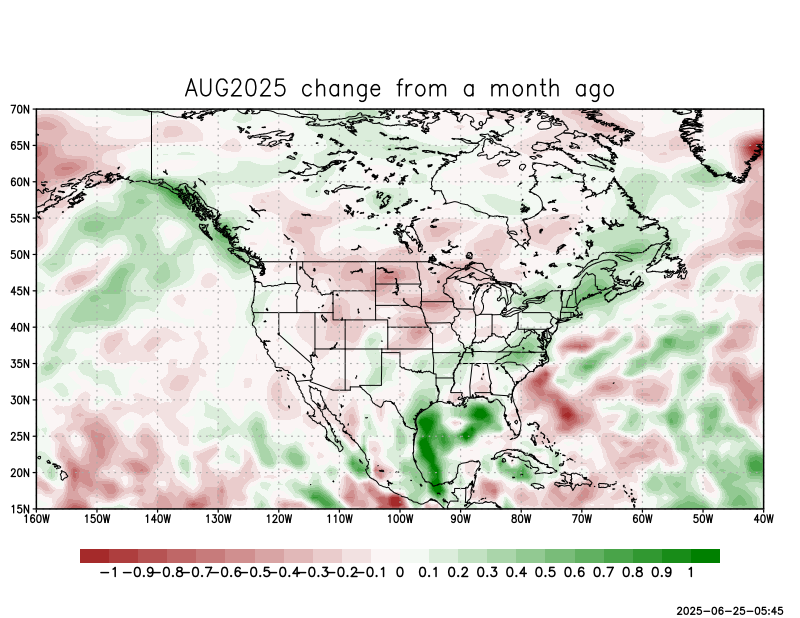 AUG2025 change from a month ago
70N
65N
60N
55N
50N
45N
40N
35N
30N
25N
20N
15N
160W 150W 140W 130W 120W 110W 100W 90W 80W 70W 60W 50W 40W
-1 -0.9 -0.8 -0.7 -0.6 -0.5 -0.4 -0.3 -0.2 -0.1 0 0.1 0.2 0.3 0.4 0.5 0.6 0.7 0.8 0.9 1
2025-06-25-05:45